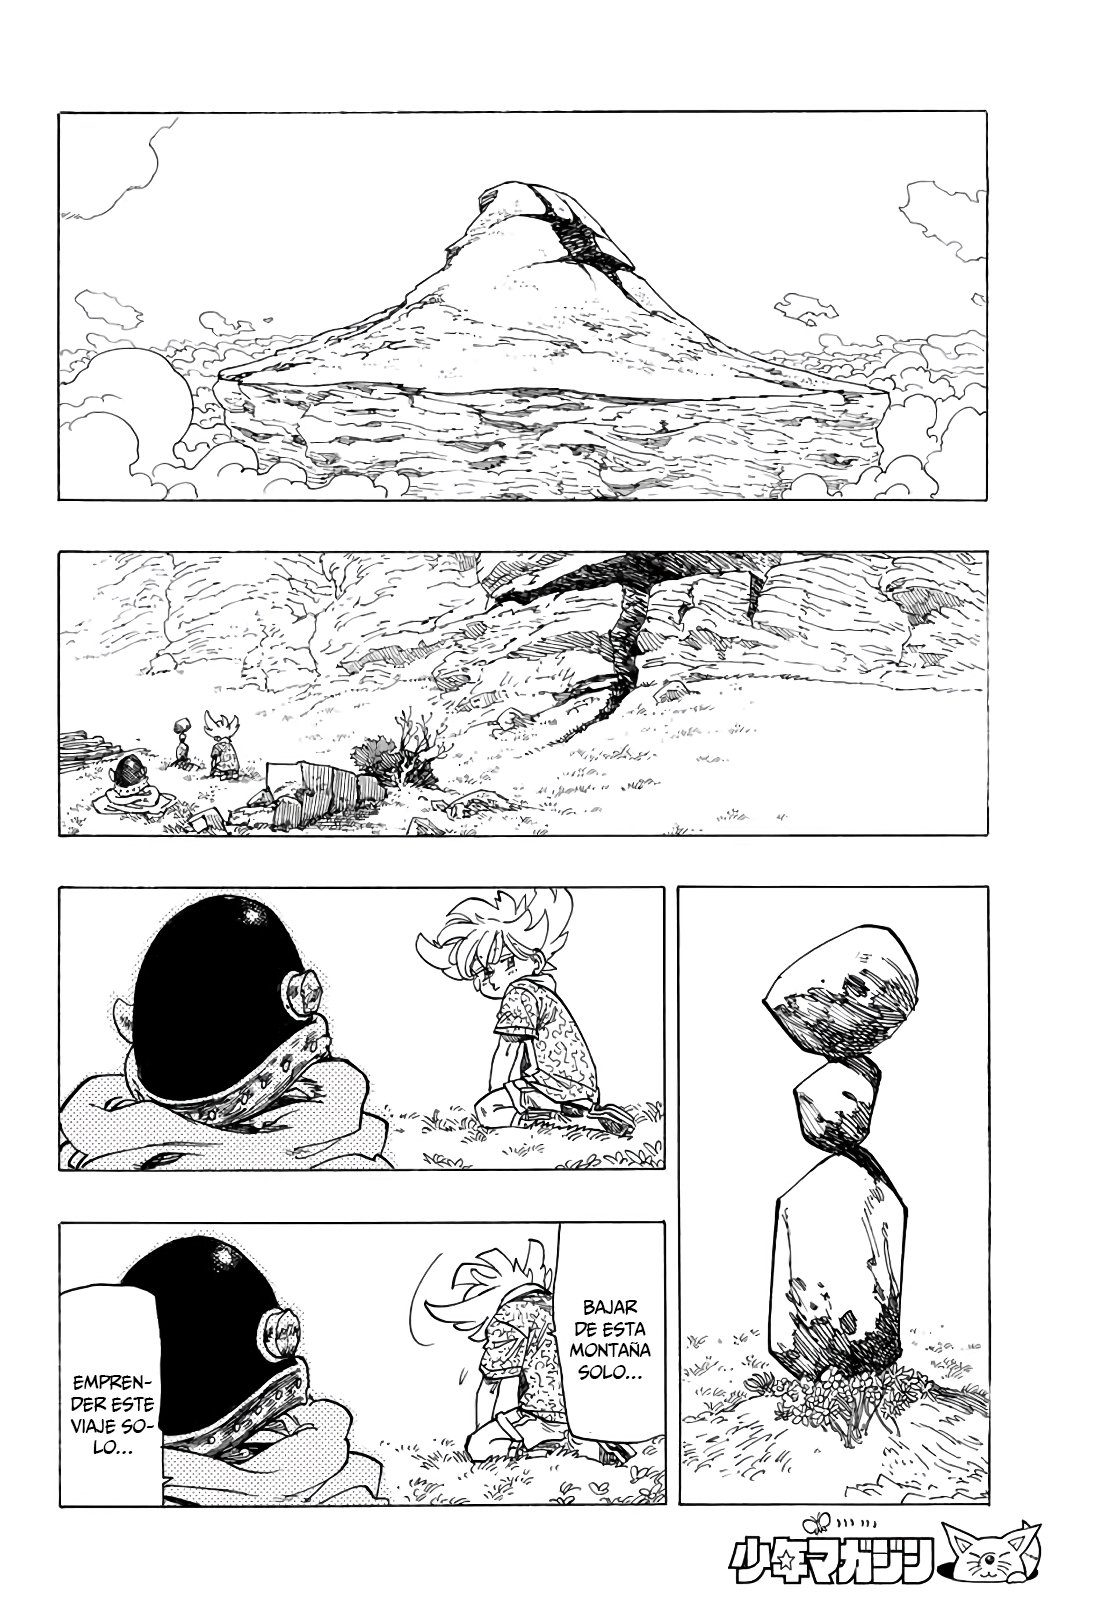 BAJAR
DE ESTA
MONTAÑA
SOLO...
EMPREN-
DER ESTE
VIAJE SO-
LO...
少年マガジン